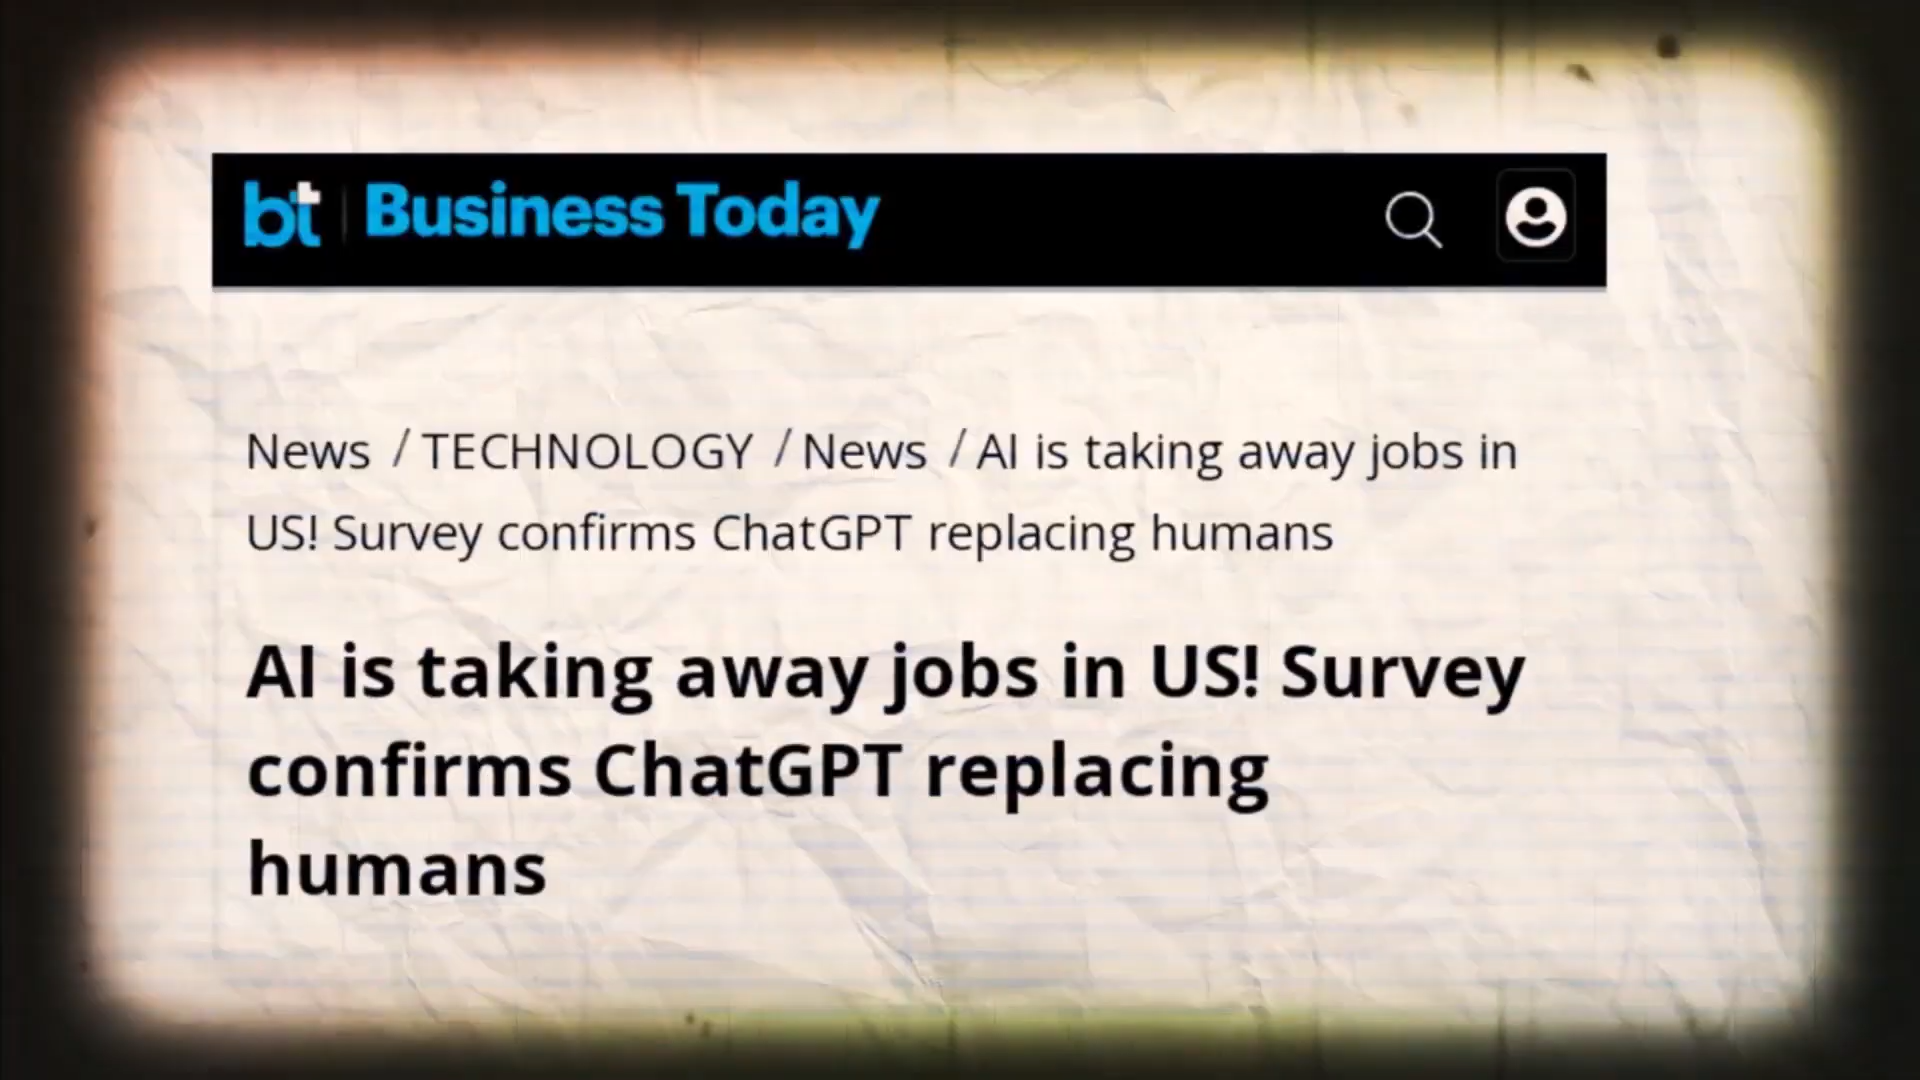 bt Business Today
News / TECHNOLOGY / News / AI is taking away jobs in
US! Survey confirms ChatGPT replacing humans
AI is taking away jobs in US! Survey
confirms ChatGPT replacing
humans